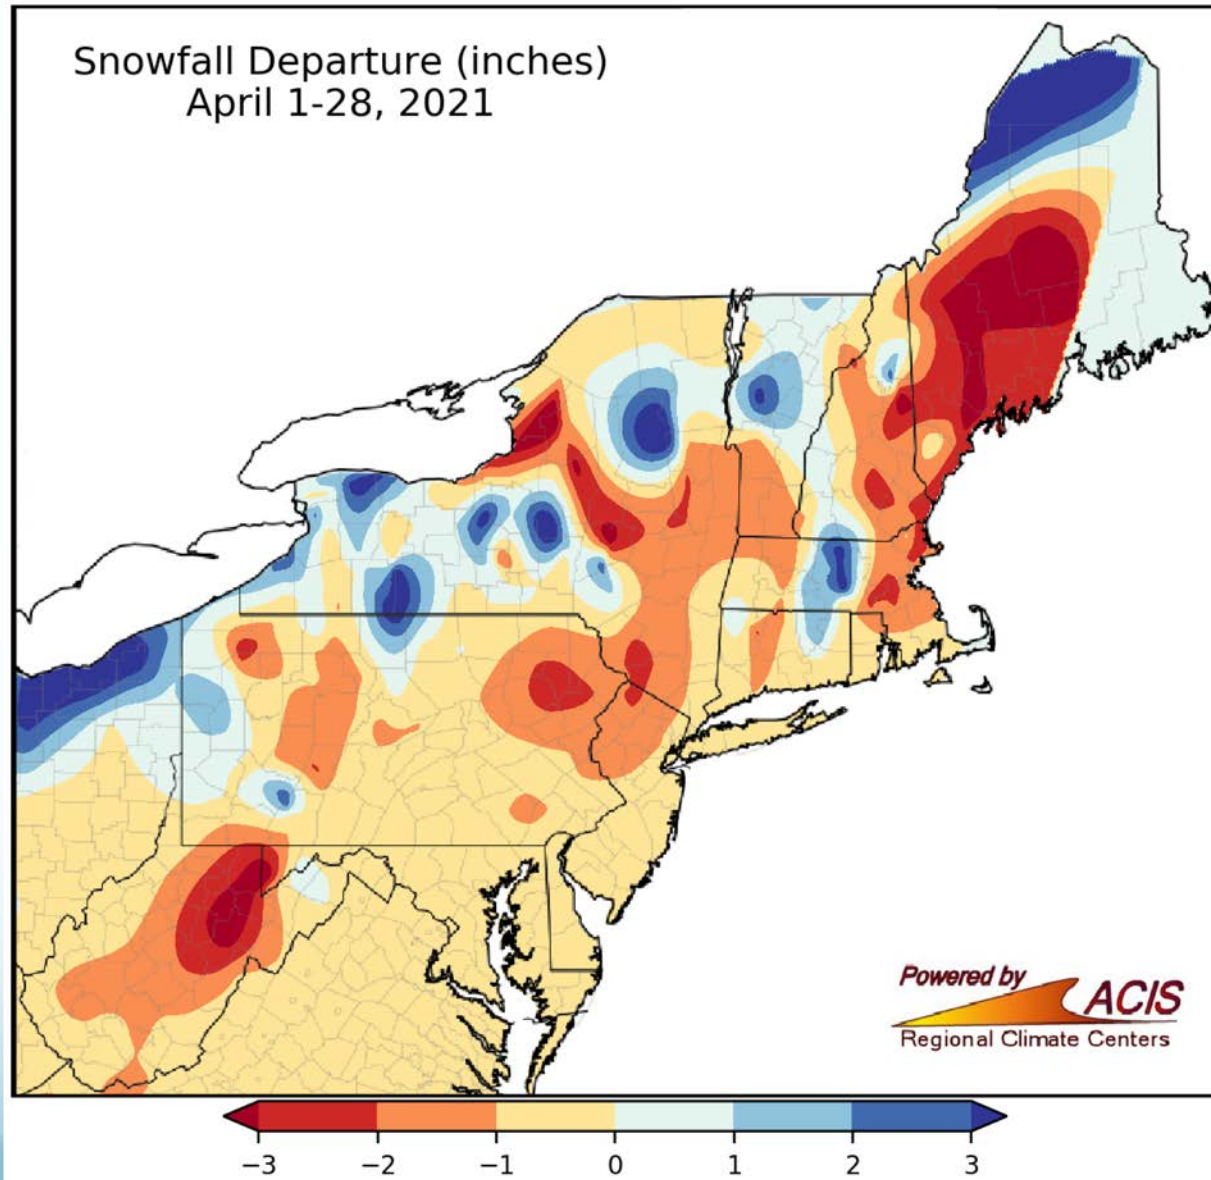 Snowfall Departure (inches)
April 1-28, 2021
Powered by
ACIS
Regional Climate Centers
−3 −2 −1 0 1 2 3